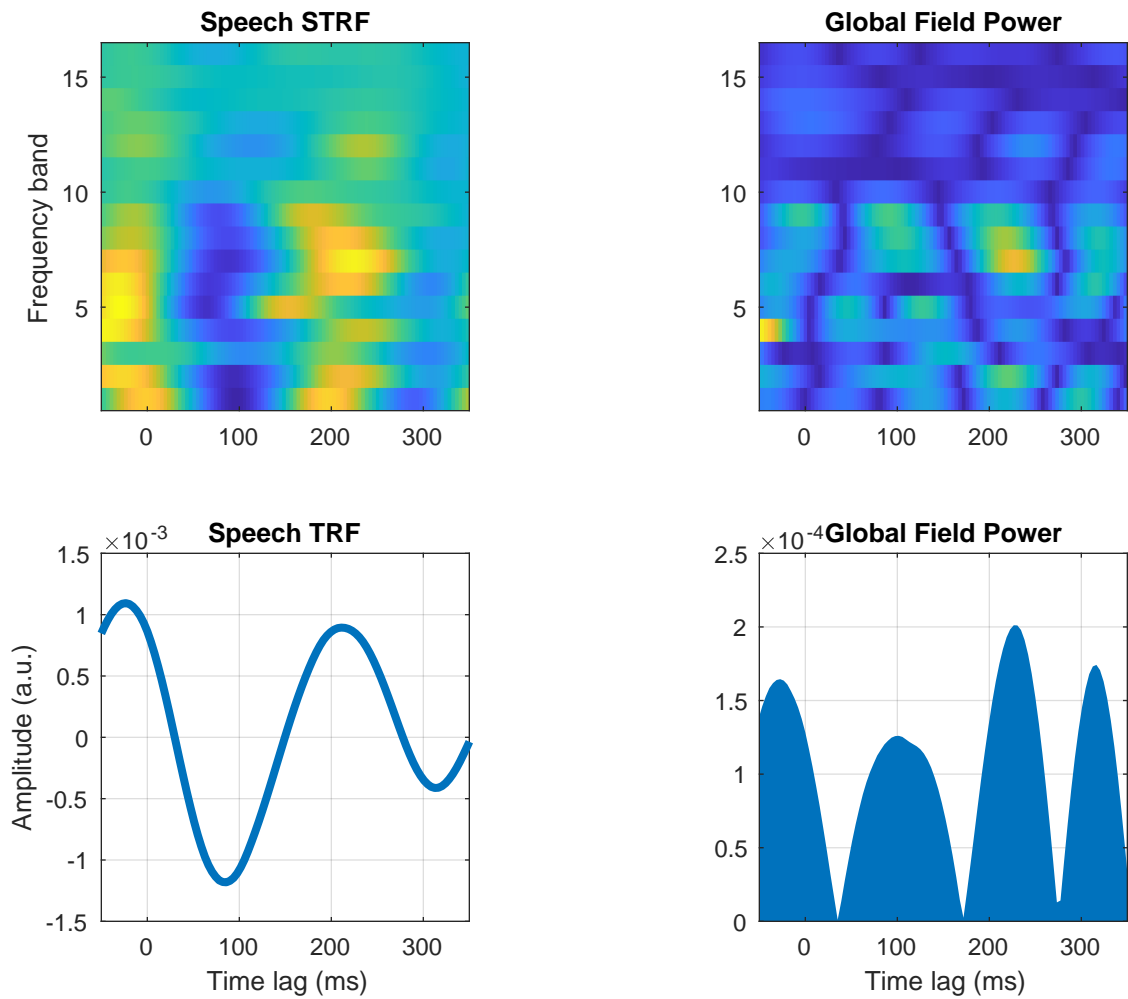 Speech STRF
Frequency band
15
10
5
0 100 200 300
Global Field Power
15
10
5
0 100 200 300
Speech TRF
×10-3
Amplitude (a.u.)
1.5
1
0.5
0
-0.5
-1
-1.5
0 100 200 300
Time lag (ms)
Global Field Power
×10-4
2.5
2
1.5
1
0.5
0
0 100 200 300
Time lag (ms)